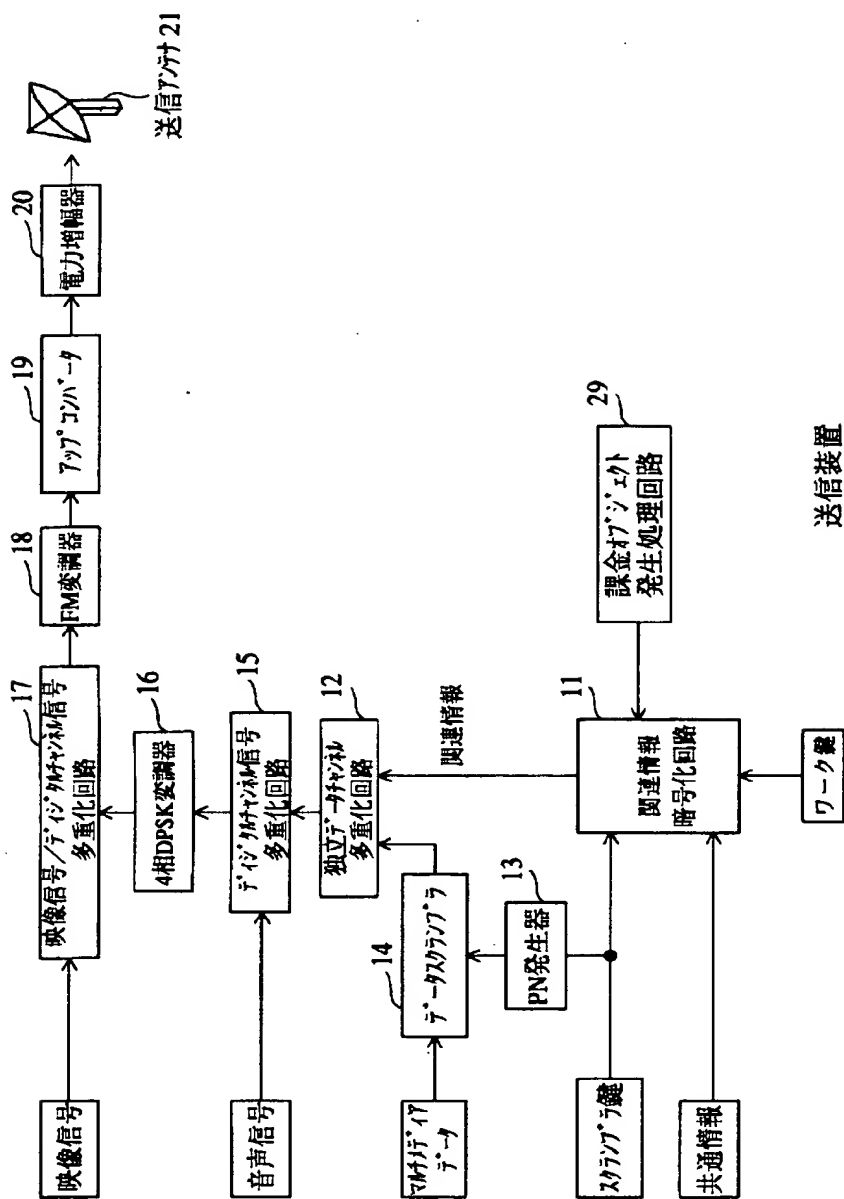 映像信号
音声信号
マルチメディア
データ
スクランブラ鍵
共通情報
17
映像信号/ディジタルチャンネル信号
多重化回路
16
4相DPSK変調器
15
ディジタルチャンネル信号
多重化回路
12
独立データチャンネル
多重化回路
14
データスクランブラ
13
PN発生器
関連情報
11
関連情報
暗号化回路
ワーク鍵
18
FM変調器
19
アップコンバータ
20
電力増幅器
送信アンテナ 21
29
課金オブジェクト
発生処理回路
送信装置